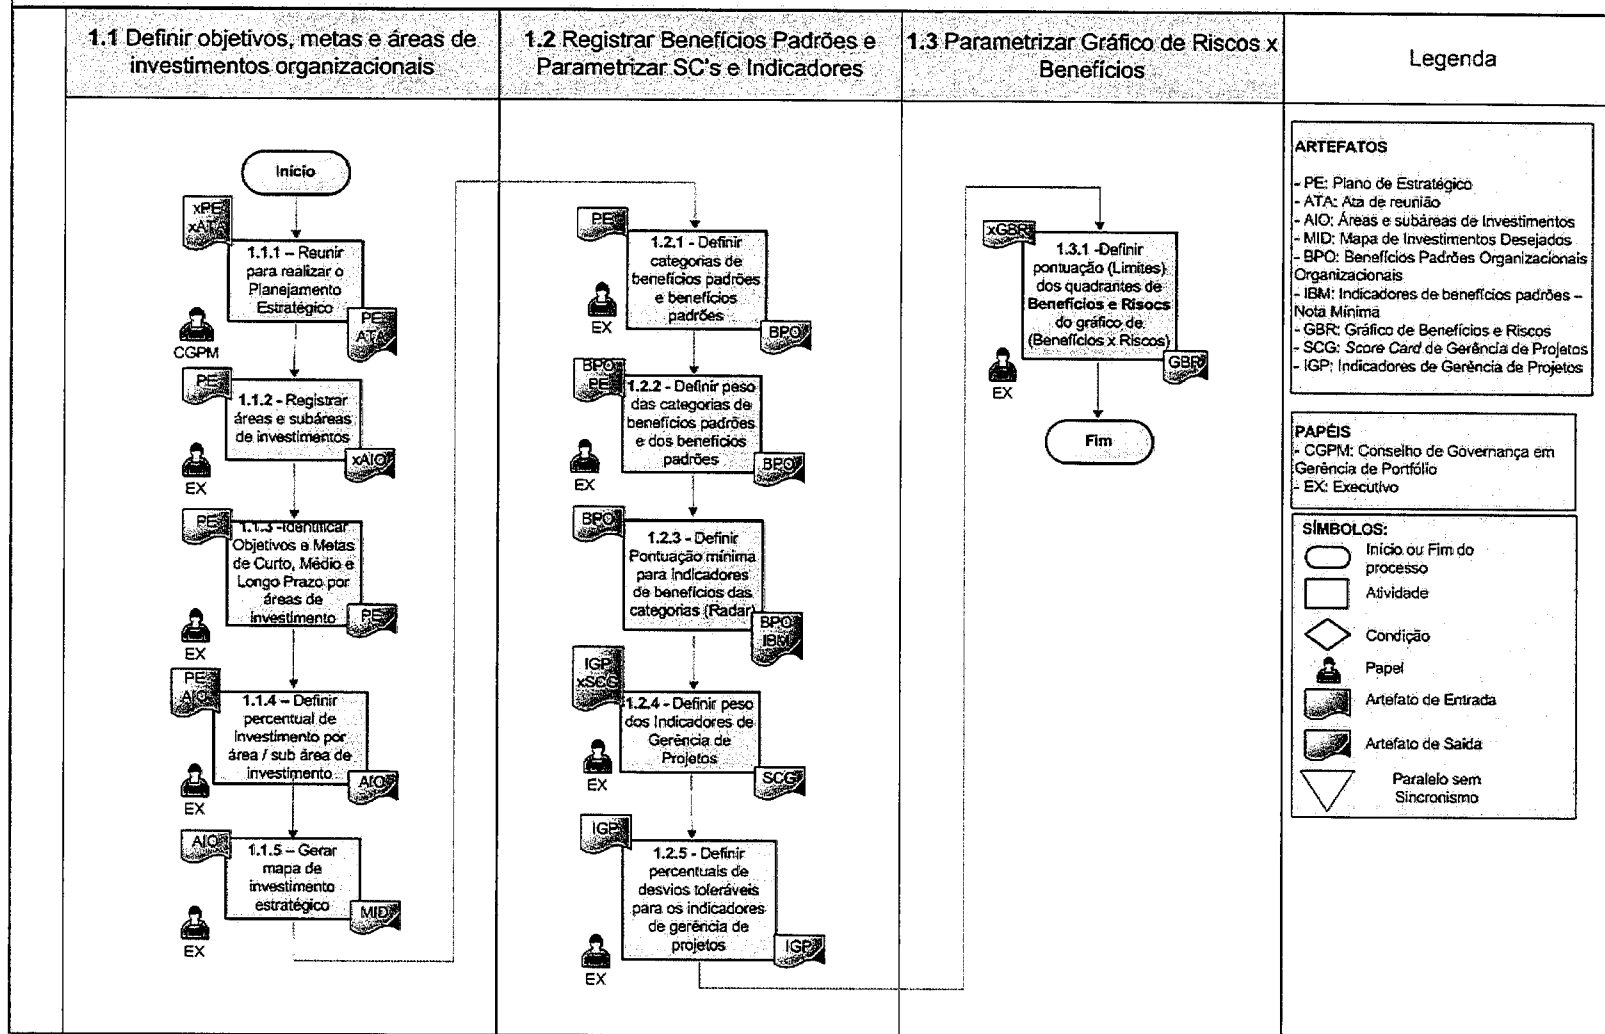 1.1 Definir objetivos, metas e áreas de
investimentos organizacionais
1.2 Registrar Benefícios Padrões e
Parametrizar SC's e Indicadores
1.3 Parametrizar Gráfico de Riscos x
Benefícios
Legenda
Início
xPE
xATA
1.1.1 – Reunir
para realizar o
Planejamento
Estratégico
PE
ATA
CGPM
PE
1.1.2 - Registrar
áreas e subáreas
de investimentos
xAIO
EX
PE
1.1.3 -Identificar
Objetivos e Metas
de Curto, Médio e
Longo Prazo por
áreas de
investimento
PE
EX
PE
AIO
1.1.4 – Definir
percentual de
investimento por
área / sub área de
investimento
AIO
EX
AIO
1.1.5 – Gerar
mapa de
investimento
estratégico
MID
EX
PE
1.2.1 - Definir
categorias de
benefícios padrões
e benefícios
padrões
BPO
EX
BPO
PE
1.2.2 - Definir peso
das categorias de
benefícios padrões
e dos benefícios
padrões
BPO
EX
BPO
1.2.3 - Definir
Pontuação mínima
para indicadores
de benefícios das
categorias (Radar)
BPO
IBM
IGP
xSCG
1.2.4 - Definir peso
dos Indicadores de
Gerência de
Projetos
SCG
EX
IGP
1.2.5 - Definir
percentuais de
desvios toleráveis
para os indicadores
de gerência de
projetos
IGP
EX
xGBR
1.3.1 -Definir
pontuação (Limites)
dos quadrantes de
Benefícios e Risocs
do gráfico de
(Benefícios x Riscos)
GBR
EX
Fim
ARTEFATOS
- PE: Plano de Estratégico
- ATA: Ata de reunião
- AIO: Áreas e subáreas de Investimentos
- MID: Mapa de Investimentos Desejados
- BPO: Benefícios Padrões Organizacionais
Organizacionais
- IBM: Indicadores de benefícios padrões –
Nota Mínima
- GBR: Gráfico de Benefícios e Riscos
- SCG: Score Card de Gerência de Projetos
- IGP: Indicadores de Gerência de Projetos
PAPÉIS
- CGPM: Conselho de Governança em
Gerência de Portfólio
- EX: Executivo
SÍMBOLOS:
Início ou Fim do
processo
Atividade
Condição
Papel
Artefato de Entrada
Artefato de Saída
Paralelo sem
Sincronismo